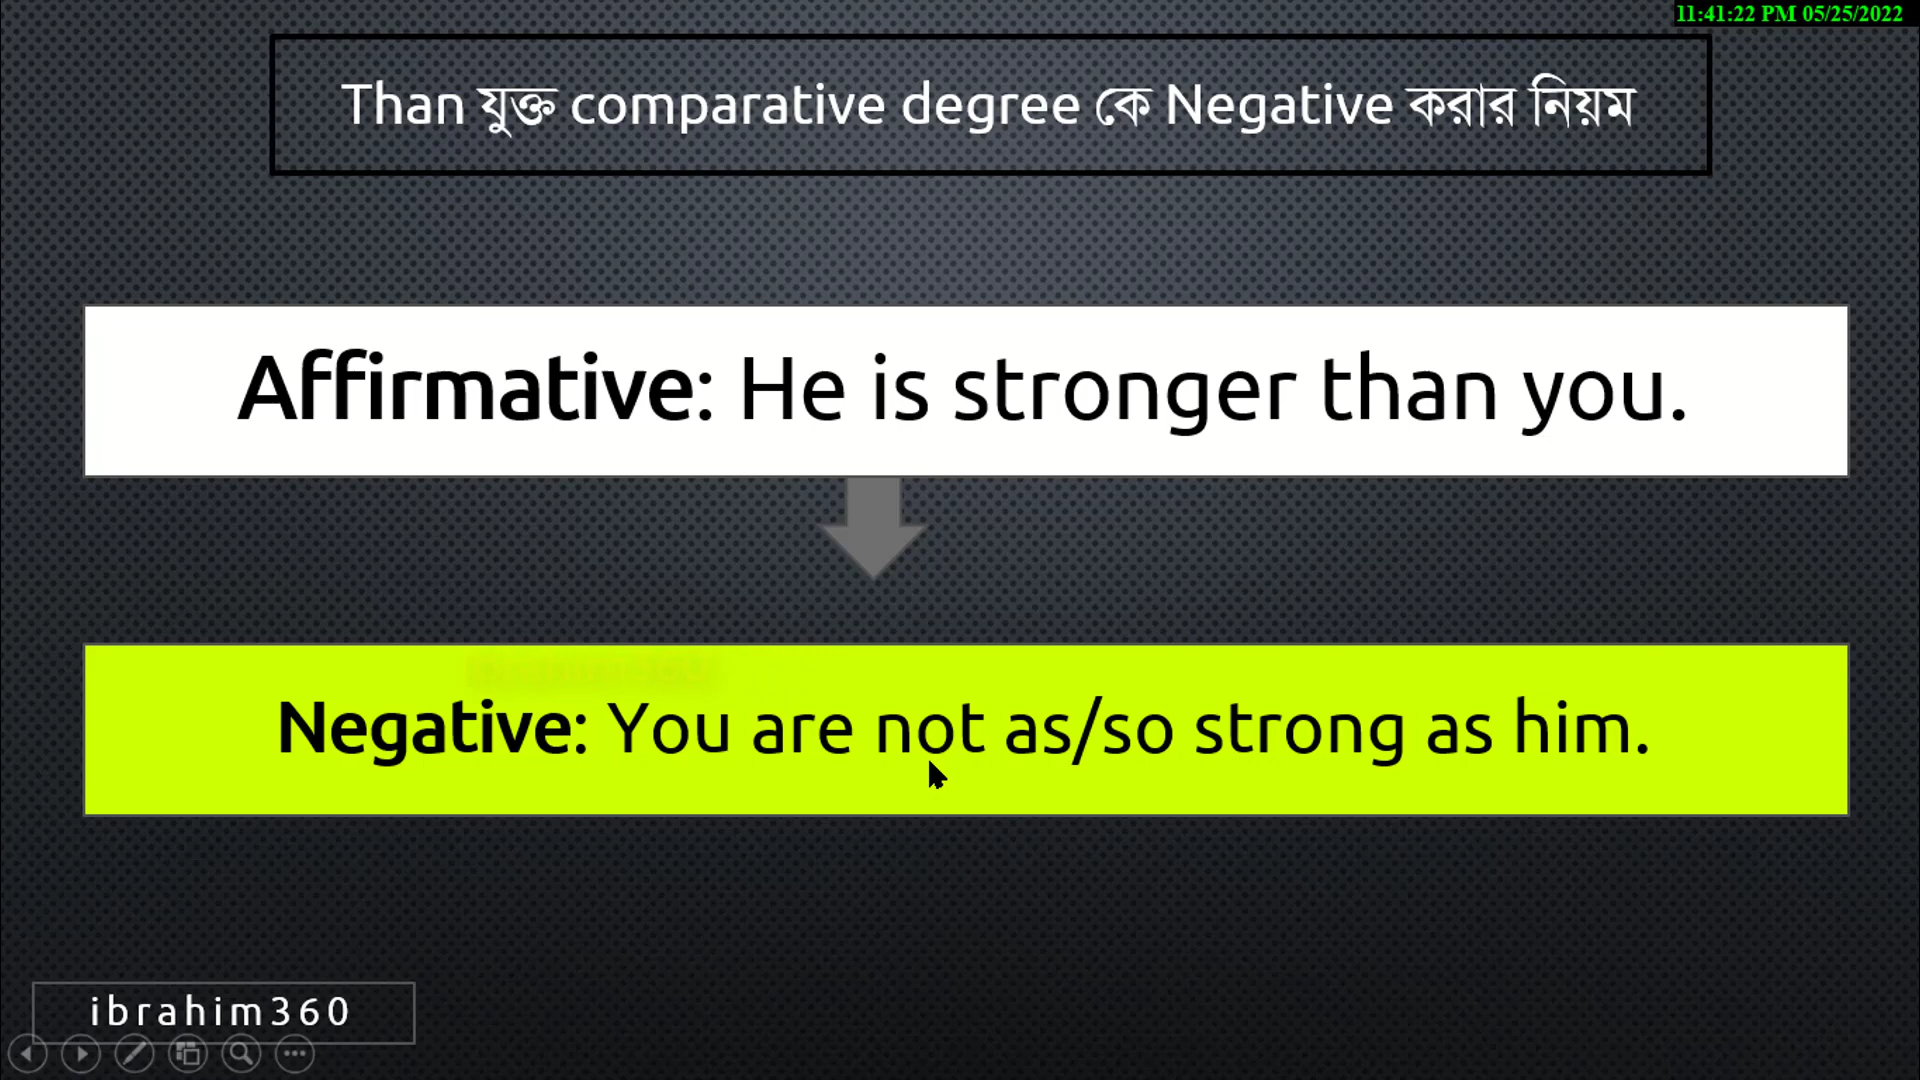 11:41:22 PM 05/25/2022
Than যুক্ত comparative degree কে Negative করার নিয়ম
Affirmative: He is stronger than you.
Negative: You are not as/so strong as him.
ibrahim360